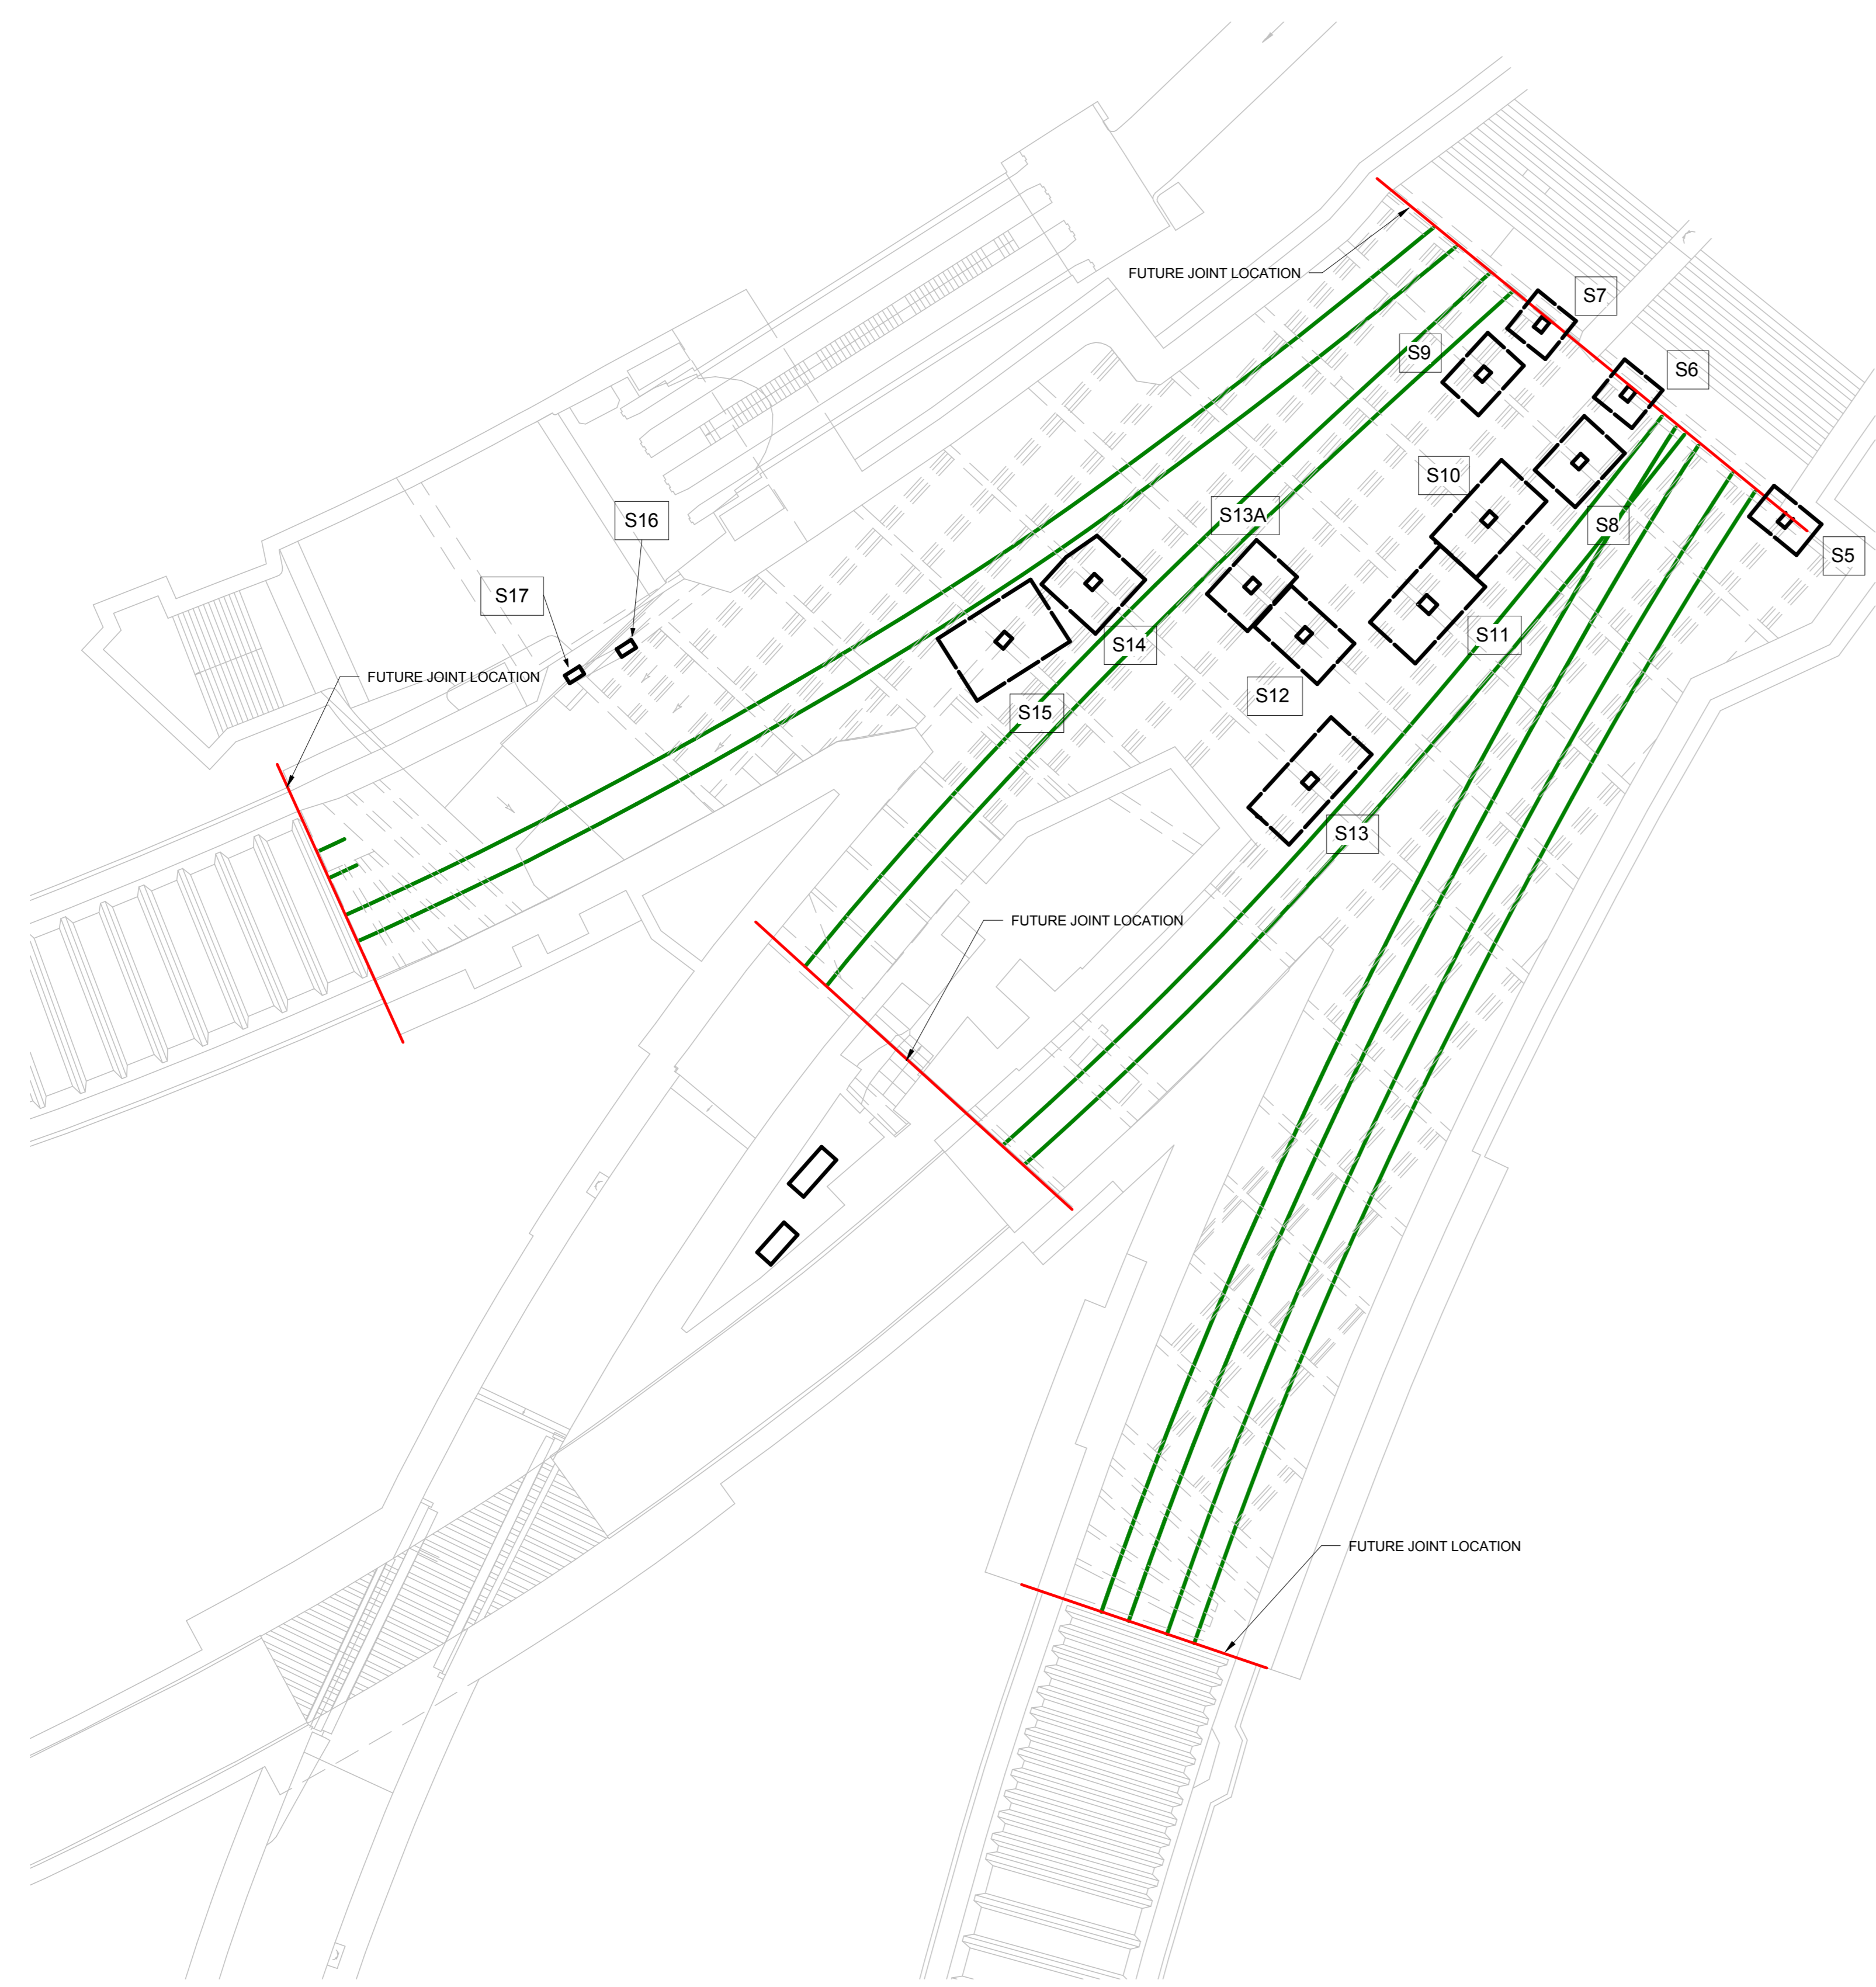 FUTURE JOINT LOCATION
S7
S9
S6
S10
S13A
S16
S8
S5
S17
S11
S14
FUTURE JOINT LOCATION
S12
S15
S13
FUTURE JOINT LOCATION
FUTURE JOINT LOCATION